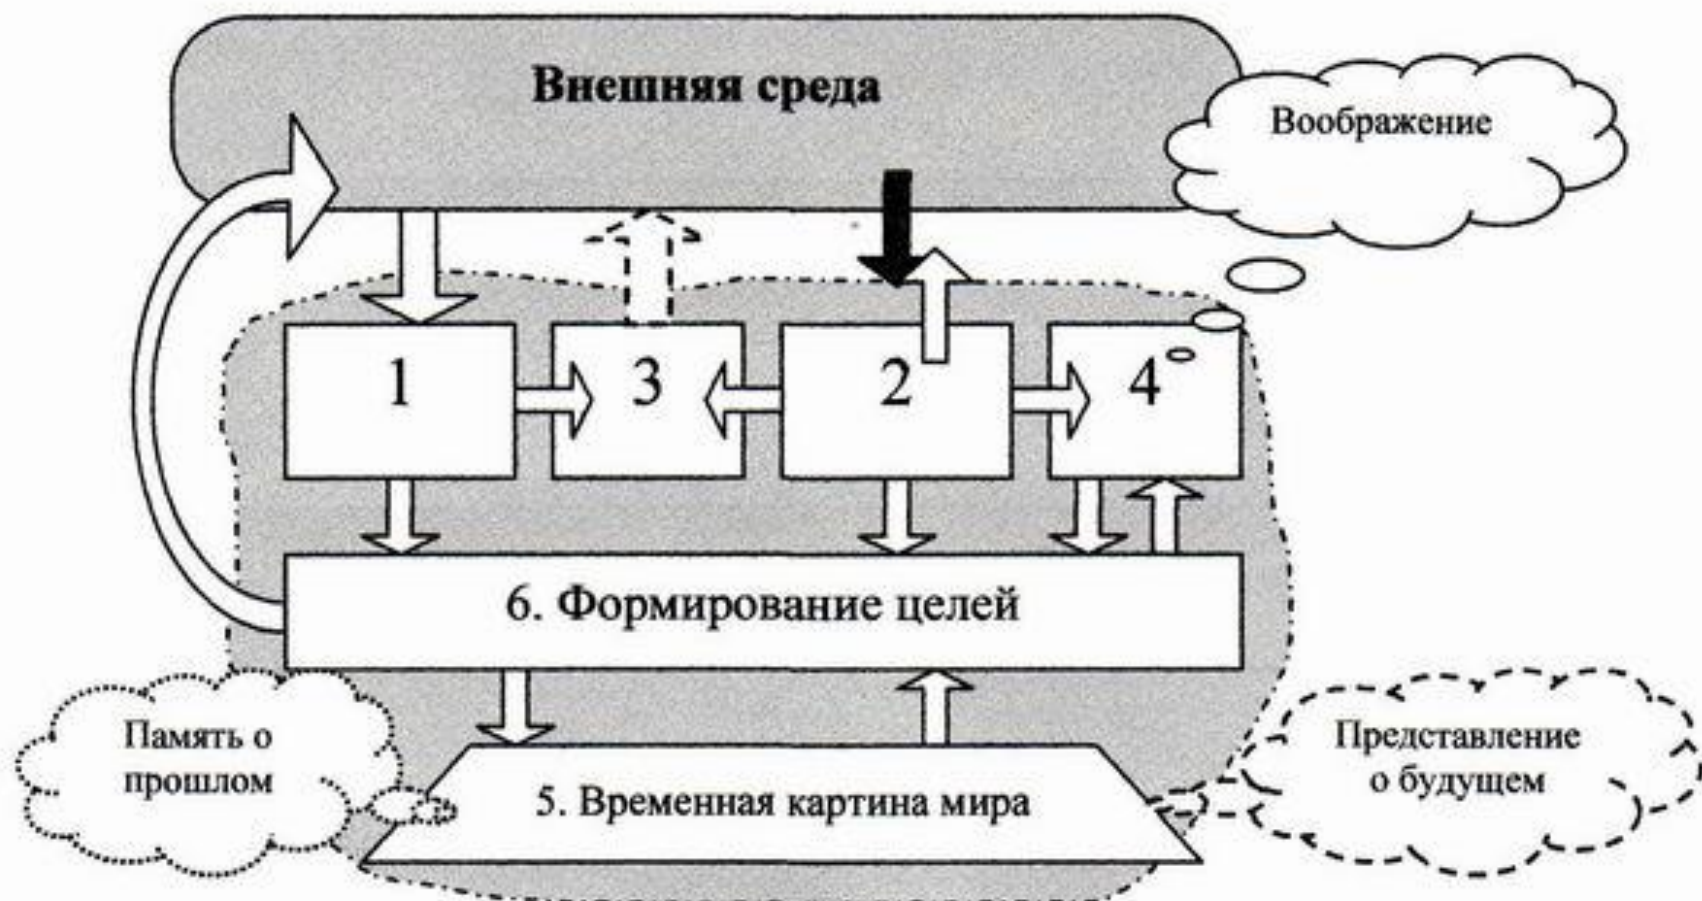 Внешняя среда
Воображение
1
3
2
4
6. Формирование целей
Память о
прошлом
5. Временная картина мира
Представление
о будущем